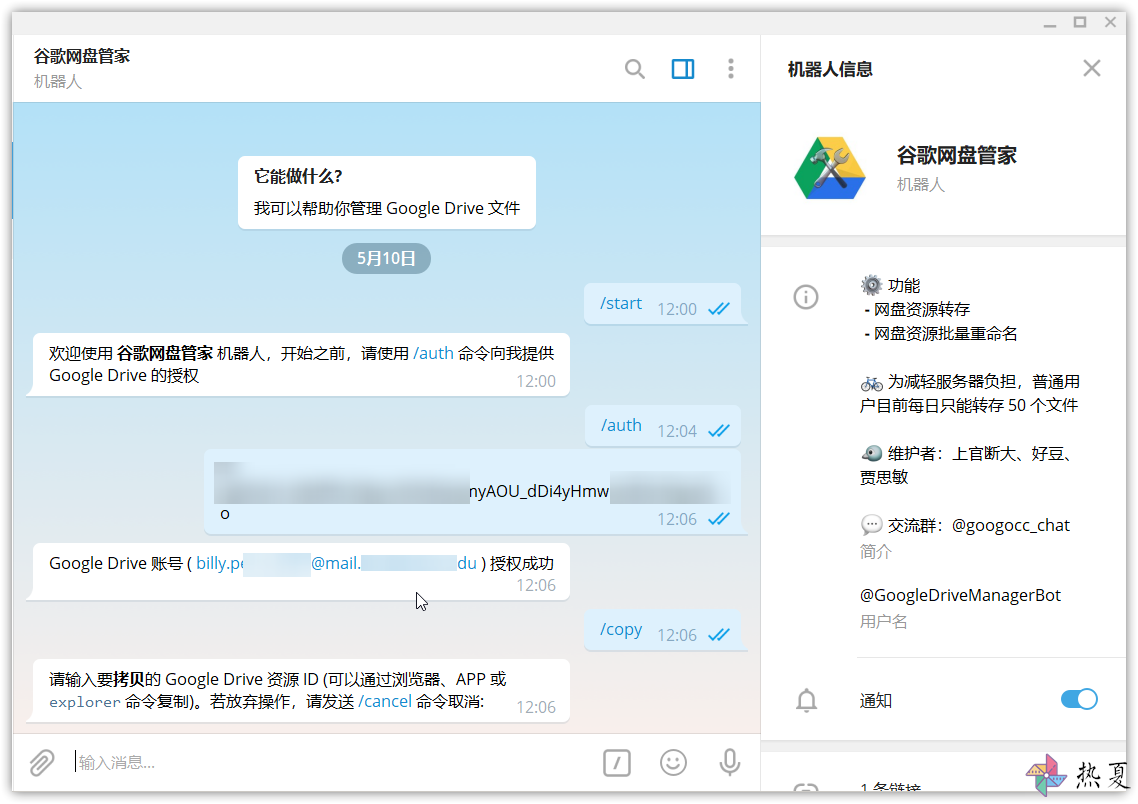 谷歌网盘管家
机器人
它能做什么?
我可以帮助你管理 Google Drive 文件
5月10日
/start 12:00
欢迎使用 谷歌网盘管家 机器人，开始之前，请使用 /auth 命令向我提供
Google Drive 的授权
12:00
/auth 12:04
nyAOU_dDi4yHmw
o
12:06
Google Drive 账号 ( billy.pe @mail. du ) 授权成功
12:06
/copy 12:06
请输入要拷贝的 Google Drive 资源 ID (可以通过浏览器、APP 或
explorer 命令复制)。若放弃操作，请发送 /cancel 命令取消:
12:06
输入消息...
机器人信息
谷歌网盘管家
机器人
功能
- 网盘资源转存
- 网盘资源批量重命名
为减轻服务器负担，普通用
户目前每日只能转存 50 个文件
维护者：上官断大、好豆、
贾思敏
交流群：@googocc_chat
简介
@GoogleDriveManagerBot
用户名
通知
1 条链接
热夏